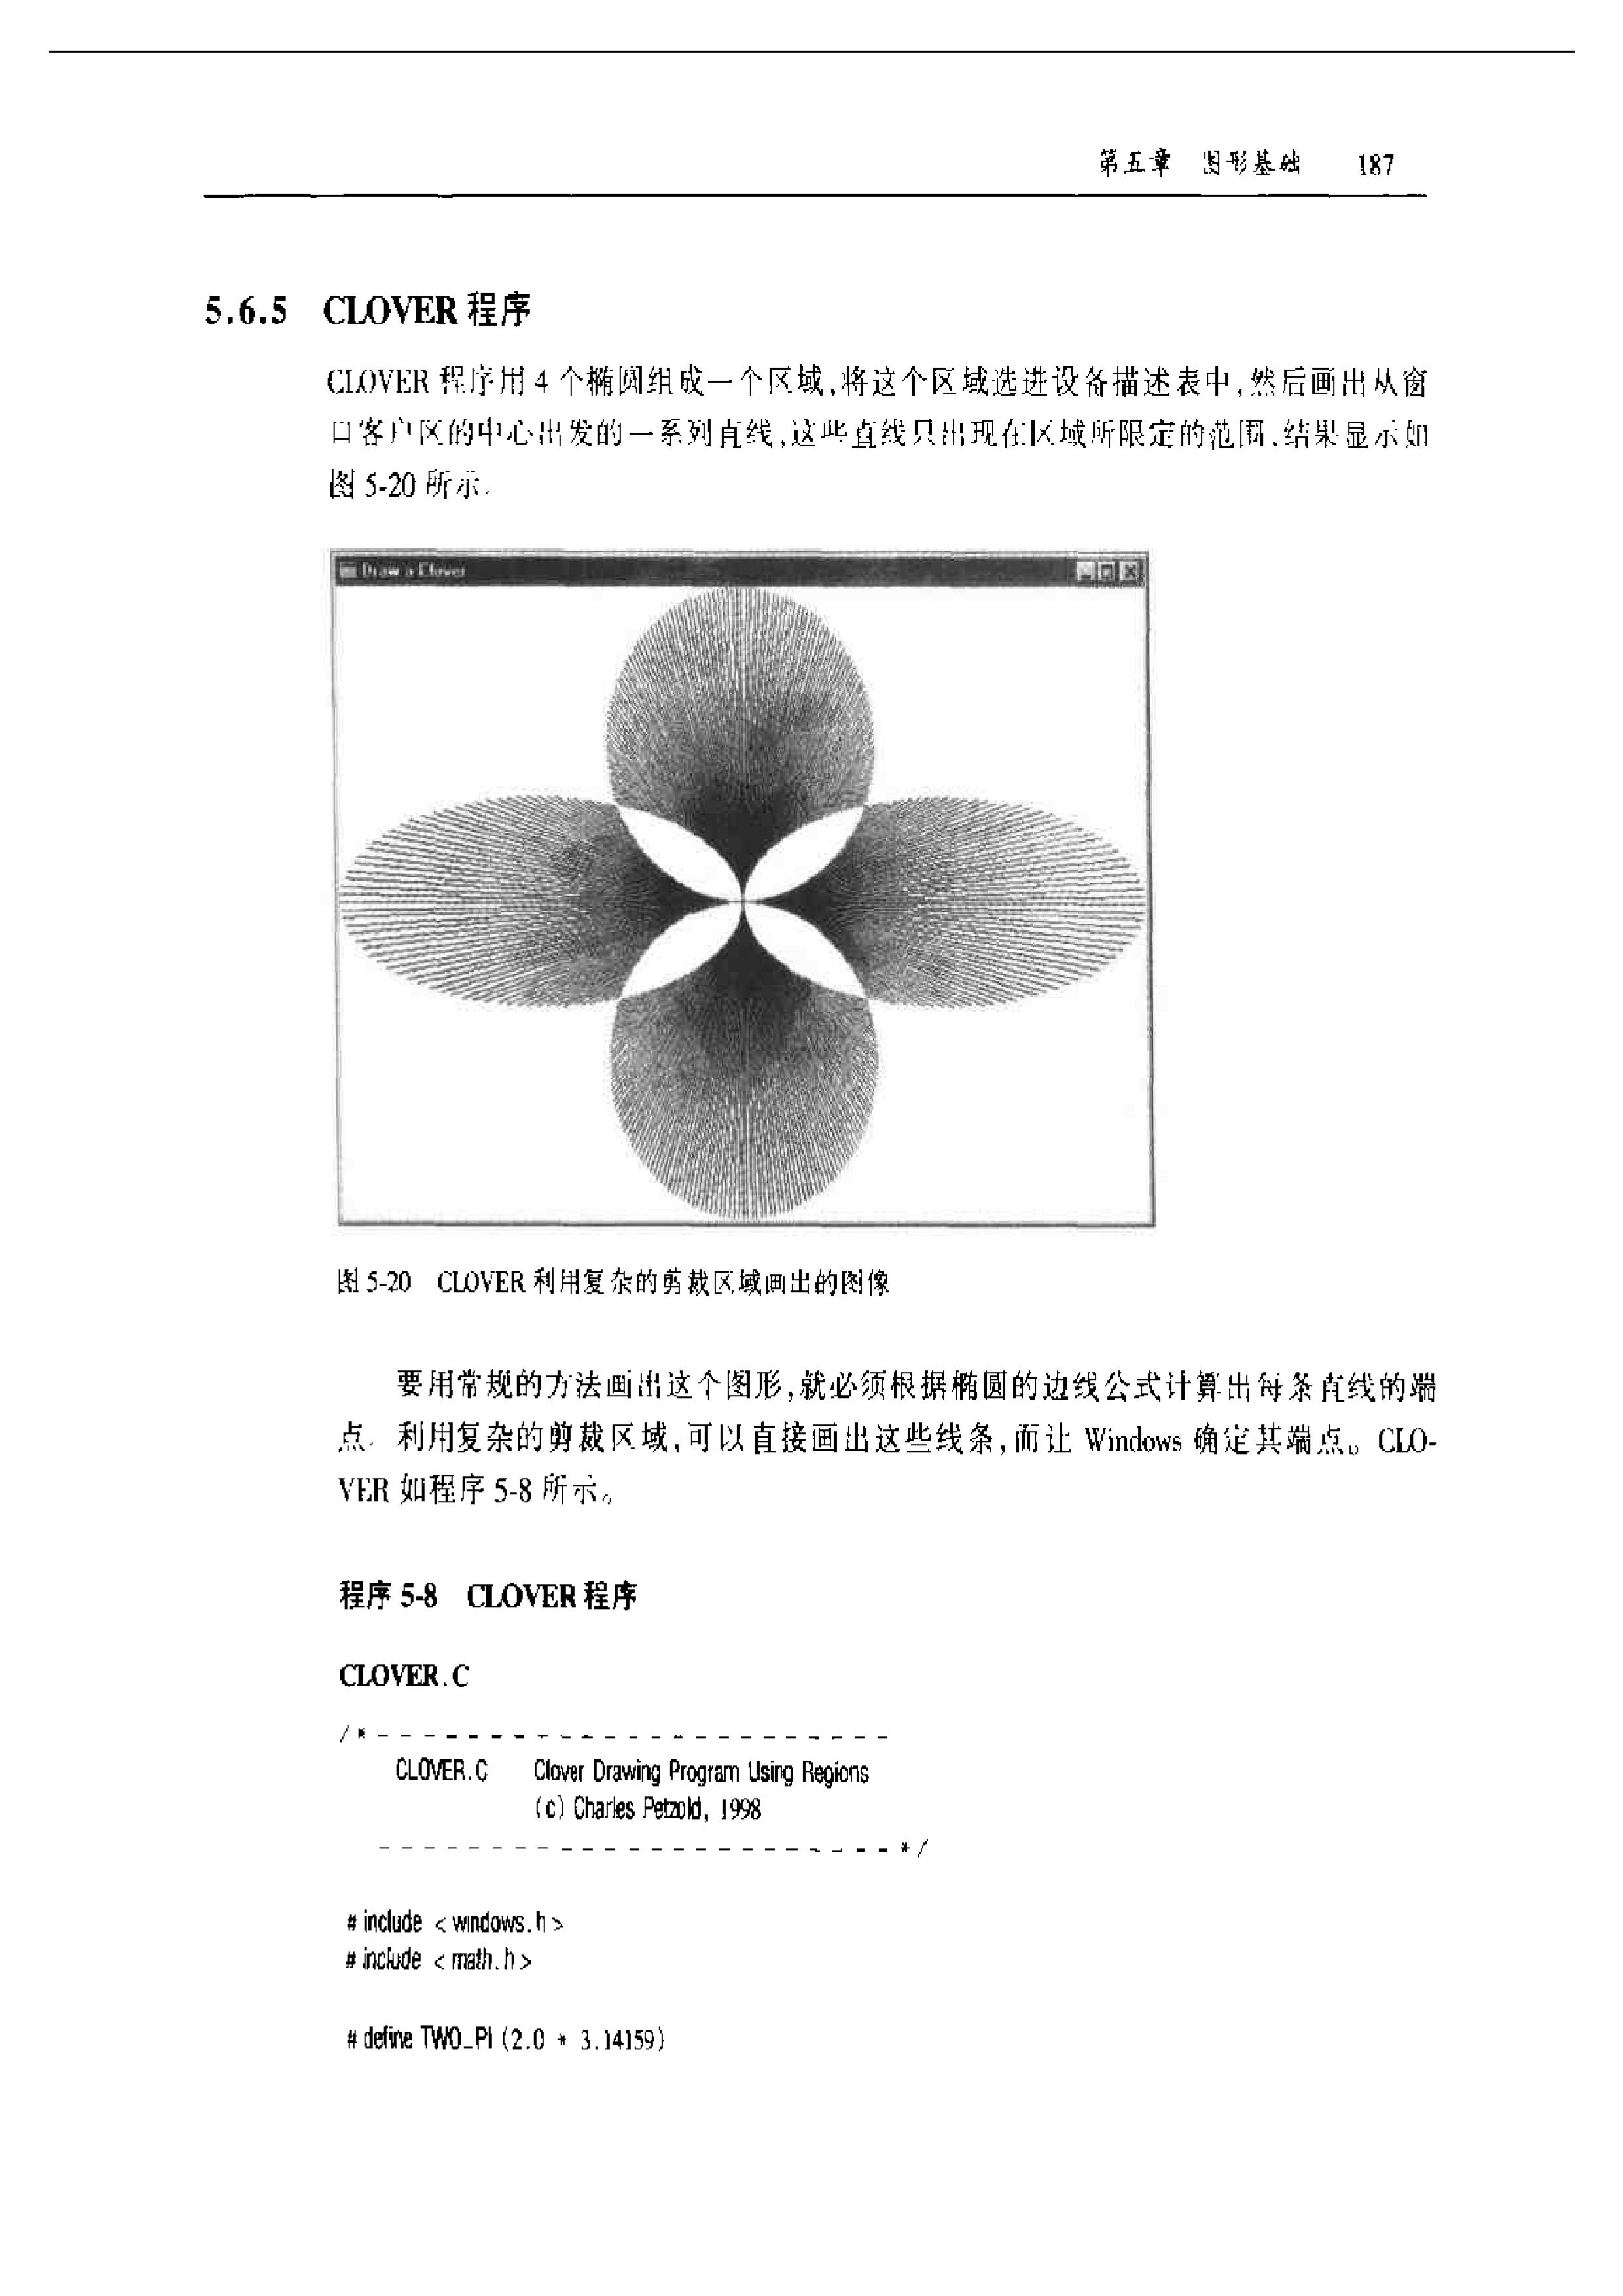 第五章 图形基础 187
5.6.5 CLOVER 程序
CLOVER 程序用 4 个椭圆组成一个区域,将这个区域选进设备描述表中,然后画出从窗
口客户区的中心出发的一系列直线,这些直线只出现在区域所限定的范围,结果显示如
图 5-20 所示。
Draw a Clover
图 5-20 CLOVER 利用复杂的剪裁区域画出的图像
要用常规的方法画出这个图形,就必须根据椭圆的边线公式计算出每条直线的端
点。利用复杂的剪裁区域,可以直接画出这些线条,而让 Windows 确定其端点。CLO-
VER 如程序 5-8 所示。
程序 5-8 CLOVER 程序
CLOVER.C
/*-----------------------
CLOVER.C Clover Drawing Program Using Regions
(c) Charles Petzold, 1998
-----------------------*/
# include <windows.h>
# include <math.h>
# define TWO_PI (2.0 * 3.14159)